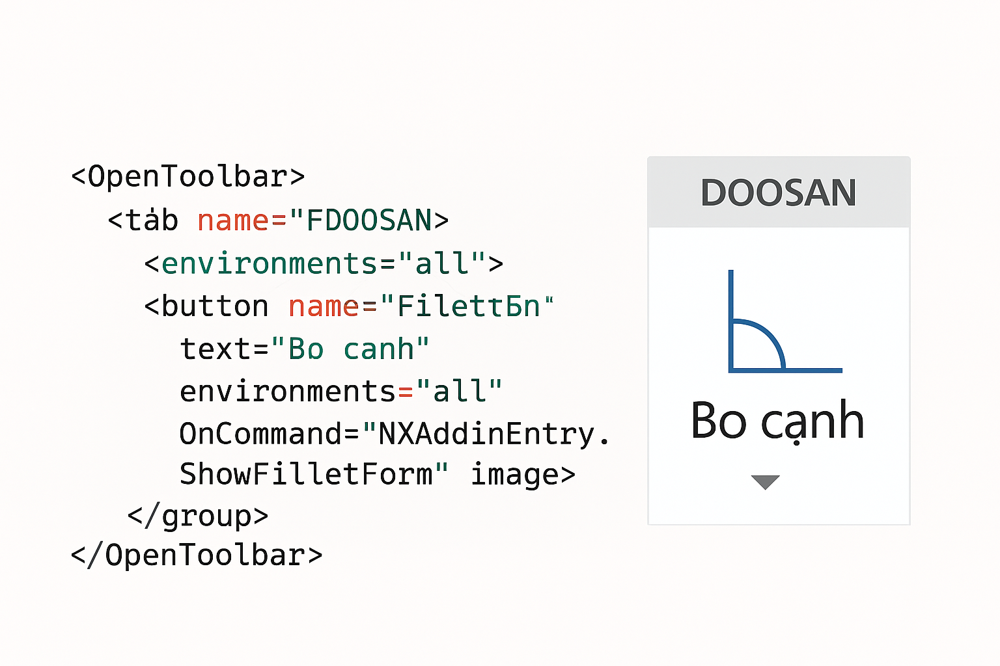 <OpenToolbar>
<tȧb name="FDOOSAN>
<environments="all">
<button name="FilettБn"
text="Bo canh"
environments="all"
OnCommand="NXAddinEntry.
ShowFilletForm" image>
</group>
</OpenToolbar>
DOOSAN
Bo cạnh